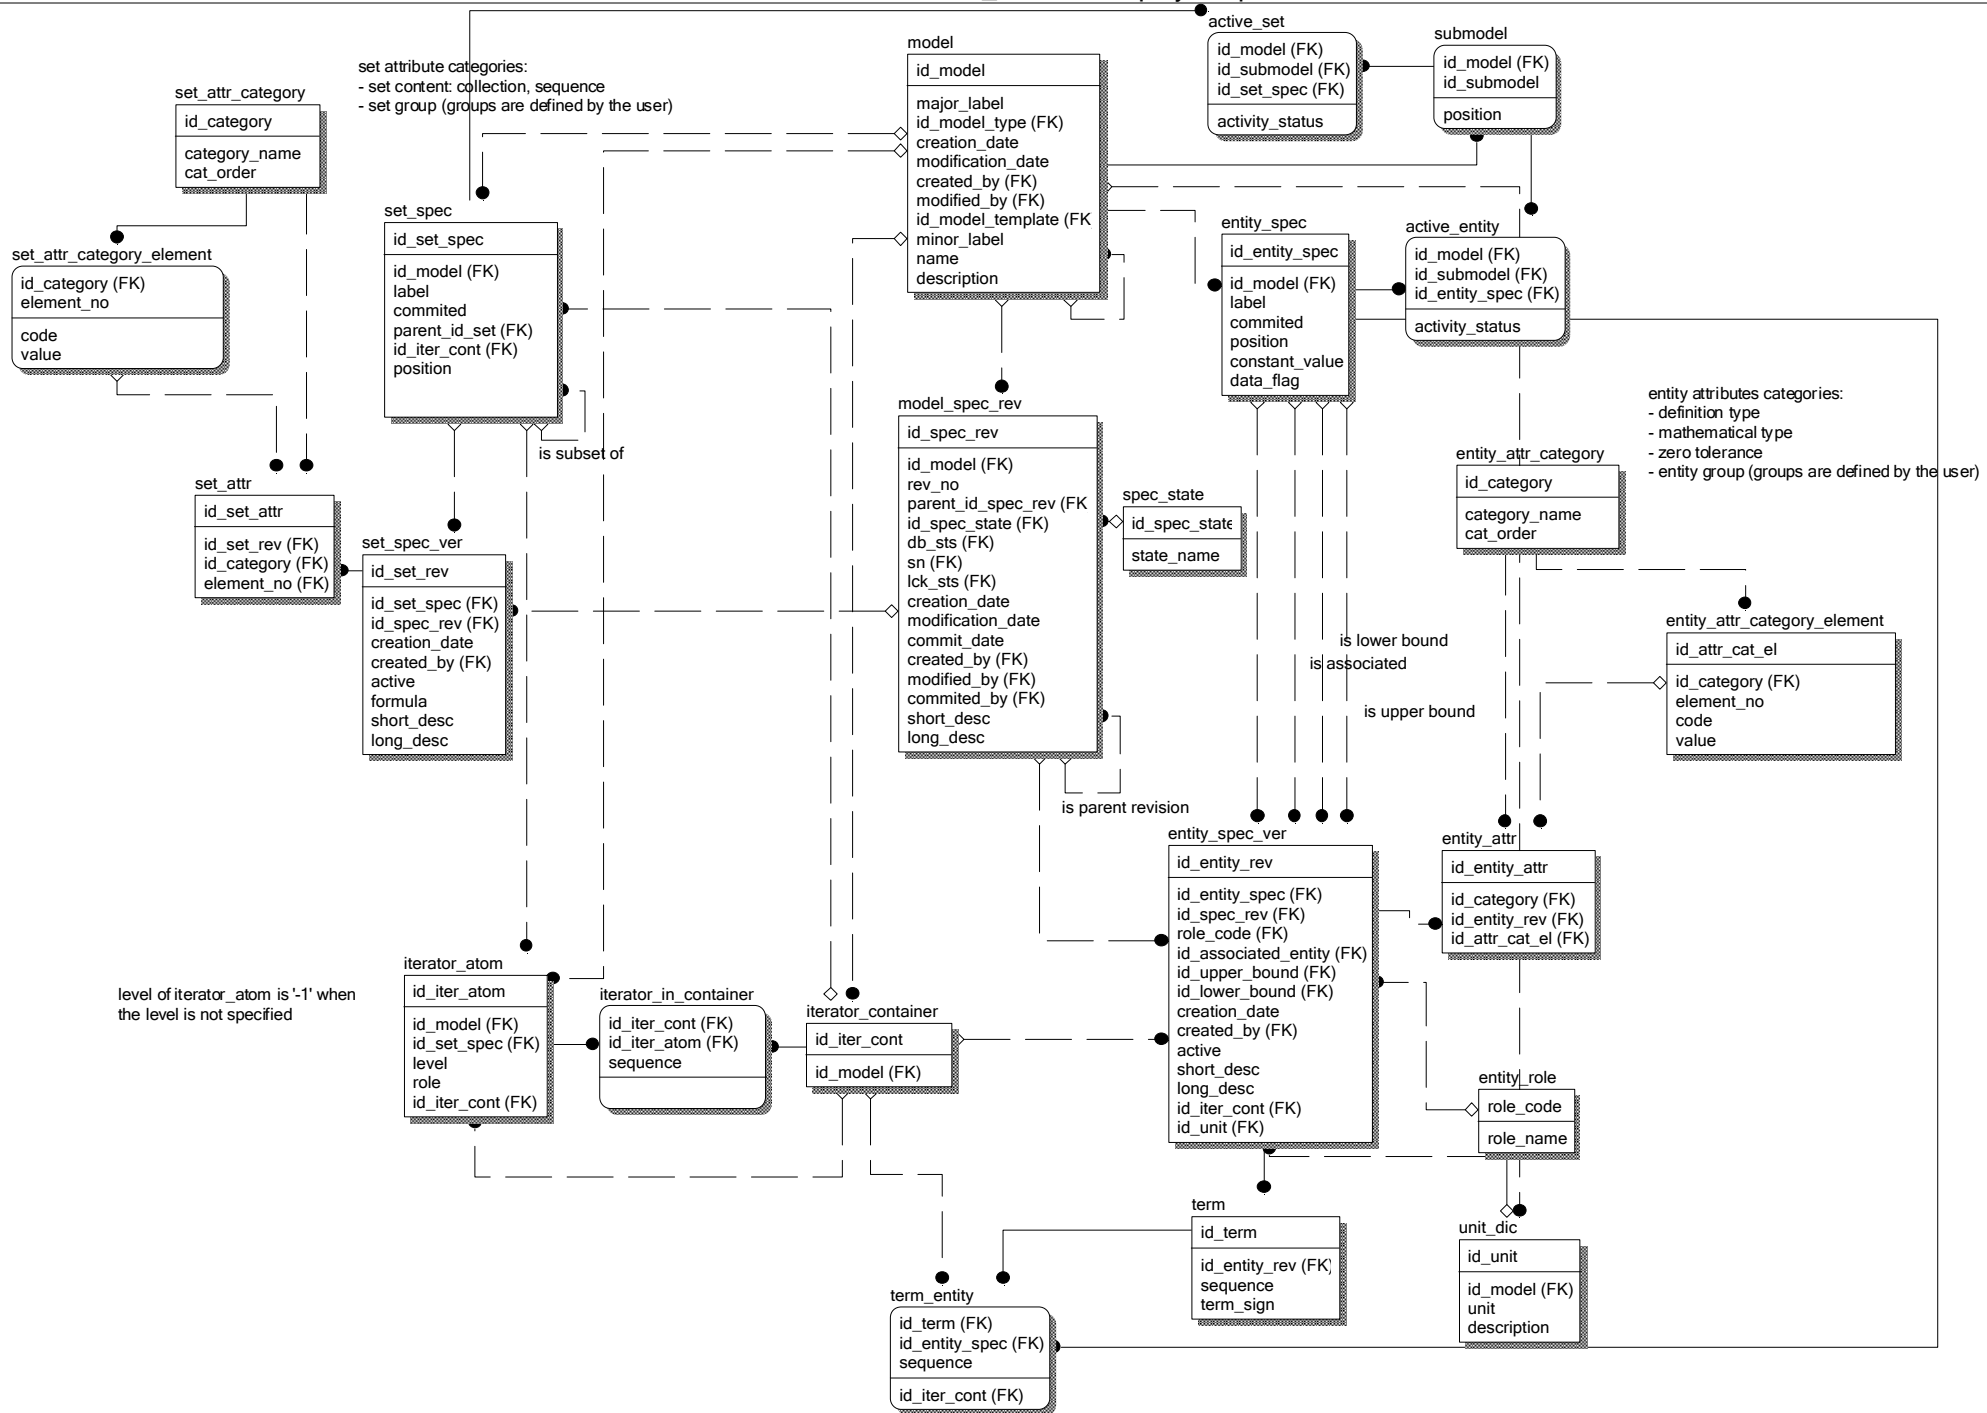 active_set
id_model (FK)
id_submodel (FK)
id_set_spec (FK)
activity_status
submodel
id_model (FK)
id_submodel
position
model
id_model
major_label
id_model_type (FK)
creation_date
modification_date
created_by (FK)
modified_by (FK)
id_model_template (FK
minor_label
name
description
set attribute categories:
- set content: collection, sequence
- set group (groups are defined by the user)
set_attr_category
id_category
category_name
cat_order
set_spec
id_set_spec
id_model (FK)
label
commited
parent_id_set (FK)
id_iter_cont (FK)
position
is subset of
entity_spec
id_entity_spec
id_model (FK)
label
commited
position
constant_value
data_flag
active_entity
id_model (FK)
id_submodel (FK)
id_entity_spec (FK)
activity_status
set_attr_category_element
id_category (FK)
element_no
code
value
entity attributes categories:
- definition type
- mathematical type
- zero tolerance
- entity group (groups are defined by the user)
model_spec_rev
id_spec_rev
id_model (FK)
rev_no
parent_id_spec_rev (FK
id_spec_state (FK)
db_sts (FK)
sn (FK)
lck_sts (FK)
creation_date
modification_date
commit_date
created_by (FK)
modified_by (FK)
commited_by (FK)
short_desc
long_desc
is parent revision
spec_state
id_spec_state
state_name
entity_attr_category
id_category
category_name
cat_order
set_attr
id_set_attr
id_set_rev (FK)
id_category (FK)
element_no (FK)
set_spec_ver
id_set_rev
id_set_spec (FK)
id_spec_rev (FK)
creation_date
created_by (FK)
active
formula
short_desc
long_desc
is lower bound
is associated
is upper bound
entity_attr_category_element
id_attr_cat_el
id_category (FK)
element_no
code
value
entity_spec_ver
id_entity_rev
id_entity_spec (FK)
id_spec_rev (FK)
role_code (FK)
id_associated_entity (FK)
id_upper_bound (FK)
id_lower_bound (FK)
creation_date
created_by (FK)
active
short_desc
long_desc
id_iter_cont (FK)
id_unit (FK)
entity_attr
id_entity_attr
id_category (FK)
id_entity_rev (FK)
id_attr_cat_el (FK)
level of iterator_atom is '-1' when
the level is not specified
iterator_atom
id_iter_atom
id_model (FK)
id_set_spec (FK)
level
role
id_iter_cont (FK)
iterator_in_container
id_iter_cont (FK)
id_iter_atom (FK)
sequence
iterator_container
id_iter_cont
id_model (FK)
entity_role
role_code
role_name
term
id_term
id_entity_rev (FK)
sequence
term_sign
unit_dic
id_unit
id_model (FK)
unit
description
term_entity
id_term (FK)
id_entity_spec (FK)
sequence
id_iter_cont (FK)